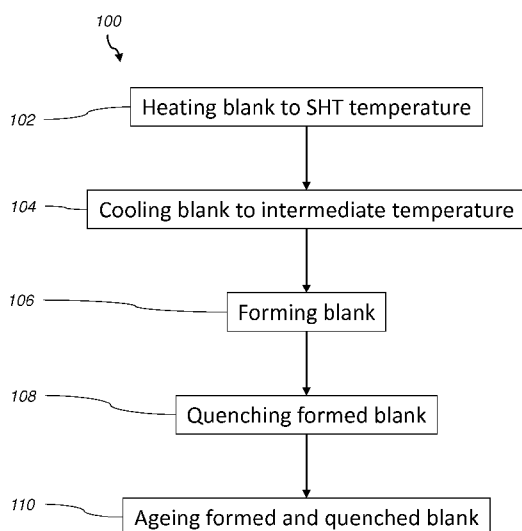 100
102
Heating blank to SHT temperature
104
Cooling blank to intermediate temperature
106
Forming blank
108
Quenching formed blank
110
Ageing formed and quenched blank